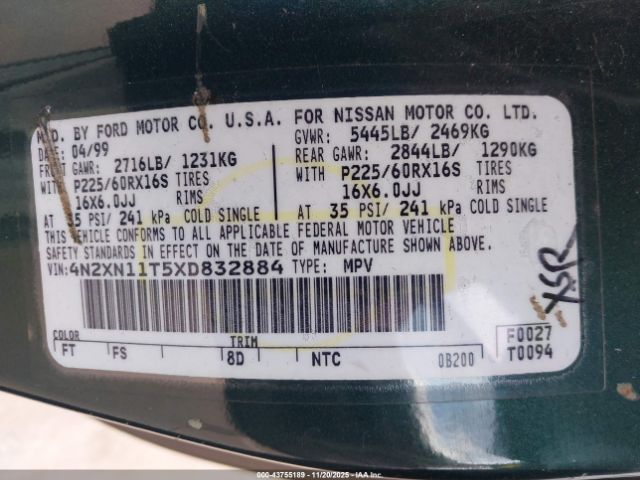 MFD. BY FORD MOTOR CO. U.S.A. FOR NISSAN MOTOR CO. LTD.
DATE: 04/99 GVWR: 5445LB/ 2469KG
FRONT GAWR: 2716LB/ 1231KG REAR GAWR: 2844LB/ 1290KG
WITH P225/60RX16S TIRES WITH P225/60RX16S TIRES
16X6.0JJ RIMS 16X6.0JJ RIMS
AT 35 PSI/ 241 kPa COLD SINGLE AT 35 PSI/ 241 kPa COLD SINGLE
THIS VEHICLE CONFORMS TO ALL APPLICABLE FEDERAL MOTOR VEHICLE
SAFETY STANDARDS IN EFFECT ON THE DATE OF MANUFACTURE SHOWN ABOVE.
VIN: 4N2XN11T5XD832884 TYPE: MPV
XSR
COLOR TRIM F0027
FT FS 8D NTC 0B200 T0094
000-43755189 - 11/20/2025 - IAAI.COM